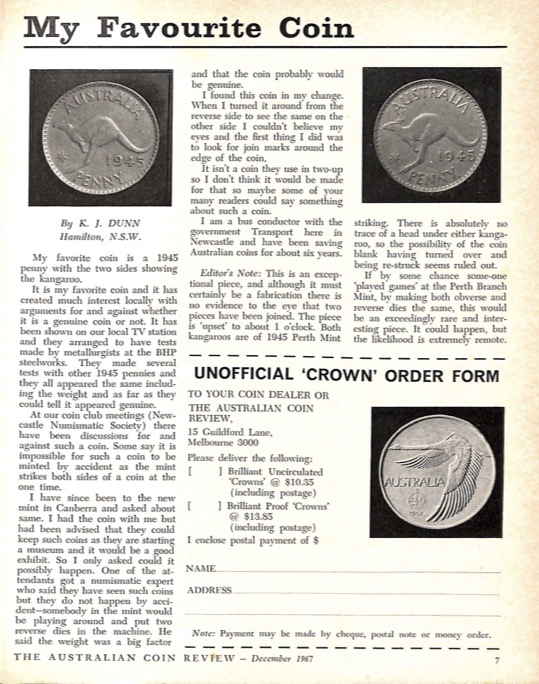 My Favourite Coin
AUSTRALIA
1945
PENNY
By K. J. DUNN
Hamilton, N.S.W.
My favorite coin is a 1945
penny with the two sides showing
the kangaroo.
It is my favorite coin and it has
created much interest locally with
arguments for and against whether
it is a genuine coin or not. It has
been shown on our local TV station
and they arranged to have tests
made by metallurgists at the BHP
steelworks. They made several
tests with other 1945 pennies and
they all appeared the same includ-
ing the weight and as far as they
could tell it appeared genuine.
At our coin club meetings (New-
castle Numismatic Society) there
have been discussions for and
against such a coin. Some say it is
impossible for such a coin to be
minted by accident as the mint
strikes both sides of a coin at the
one time.
I have since been to the new
mint in Canberra and asked about
same. I had the coin with me but
had been advised that they could
keep such coins as they are starting
a museum and it would be a good
exhibit. So I only asked could it
possibly happen. One of the at-
tendants got a numismatic expert
who said they have seen such coins
but they do not happen by acci-
dent—somebody in the mint would
be playing around and put two
reverse dies in the machine. He
said the weight was a big factor
and that the coin probably would
be genuine.
I found this coin in my change.
When I turned it around from the
reverse side to see the same on the
other side I couldn't believe my
eyes and the first thing I did was
to look for join marks around the
edge of the coin.
It isn't a coin they use in two-up
so I don't think it would be made
for that so maybe some of your
many readers could say something
about such a coin.
I am a bus conductor with the
government Transport here in
Newcastle and have been saving
Australian coins for about six years.
Editor's Note: This is an excep-
tional piece, and although it must
certainly be a fabrication there is
no evidence to the eye that two
pieces have been joined. The piece
is 'upset' to about 1 o'clock. Both
kangaroos are of 1945 Perth Mint
AUSTRALIA
1945
PENNY
striking. There is absolutely no
trace of a head under either kanga-
roo, so the possibility of the coin
blank having turned over and
being re-struck seems ruled out.
If by chance some-one
'played games' at the Perth Branch
Mint, by making both obverse and
reverse dies the same, this would
be an exceedingly rare and inter-
esting piece. It could happen, but
the likelihood is extremely remote.
UNOFFICIAL 'CROWN' ORDER FORM
TO YOUR COIN DEALER OR
THE AUSTRALIAN COIN
REVIEW,
15 Guildford Lane,
Melbourne 3000
Please deliver the following:
[ ] Brilliant Uncirculated
'Crowns' @ $10.35
(including postage)
[ ] Brilliant Proof 'Crowns'
@ $13.85
(including postage)
I enclose postal payment of $
AUSTRALIA
1967
NAME
ADDRESS
Note: Payment may be made by cheque, postal note or money order.
THE AUSTRALIAN COIN REVIEW — December 1967
7